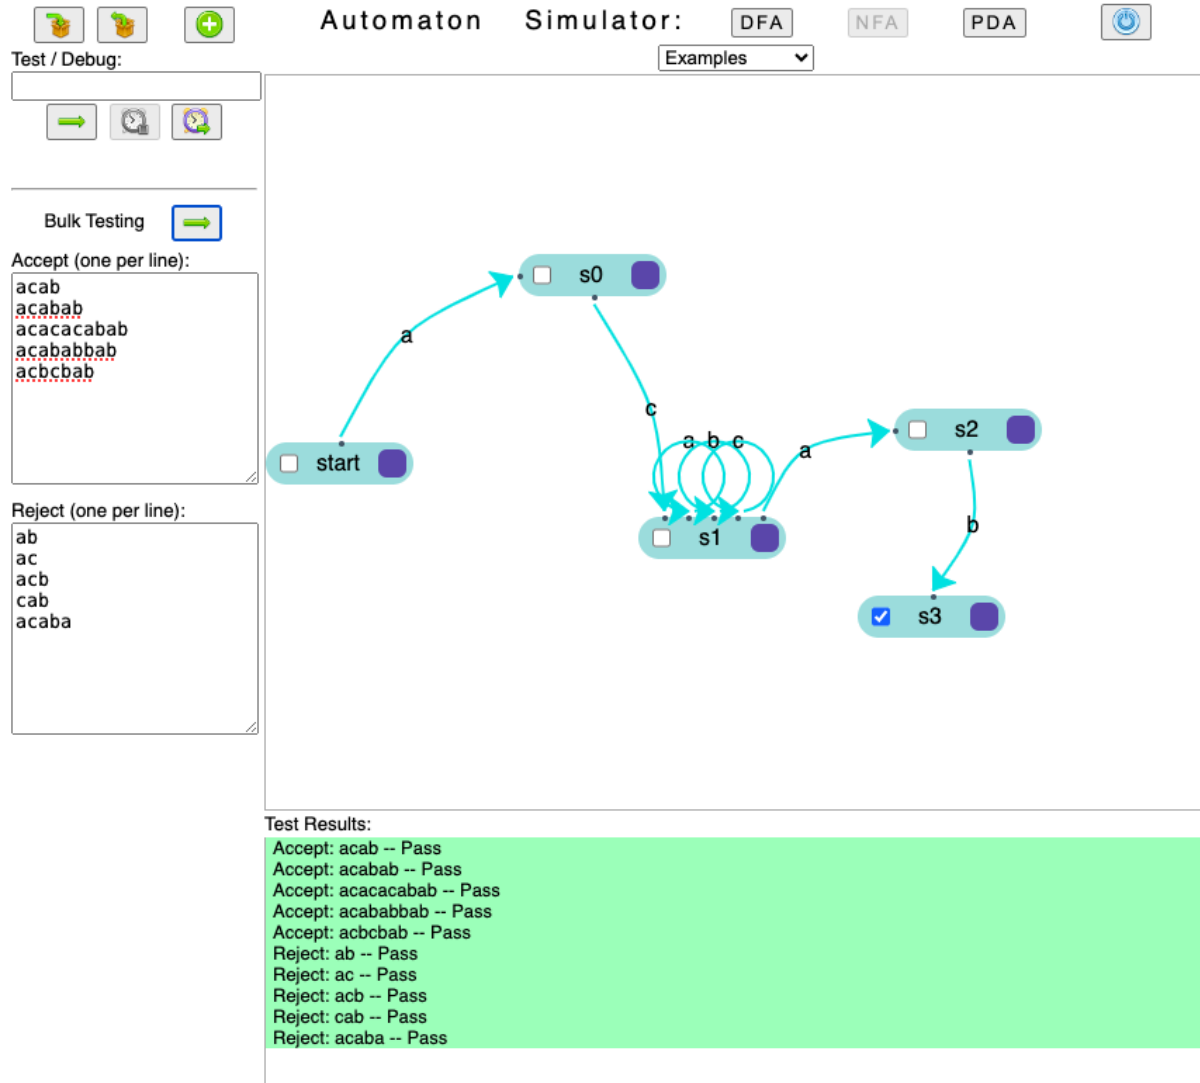 Automaton Simulator: DFA NFA PDA
Examples
Test / Debug:
Bulk Testing
Accept (one per line):
acab
acabab
acacacabab
acababbab
acbcbab
Reject (one per line):
ab
ac
acb
cab
acaba
s0
a
c
start
a b c
a
s2
s1
b
s3
Test Results:
Accept: acab -- Pass
Accept: acabab -- Pass
Accept: acacacabab -- Pass
Accept: acababbab -- Pass
Accept: acbcbab -- Pass
Reject: ab -- Pass
Reject: ac -- Pass
Reject: acb -- Pass
Reject: cab -- Pass
Reject: acaba -- Pass